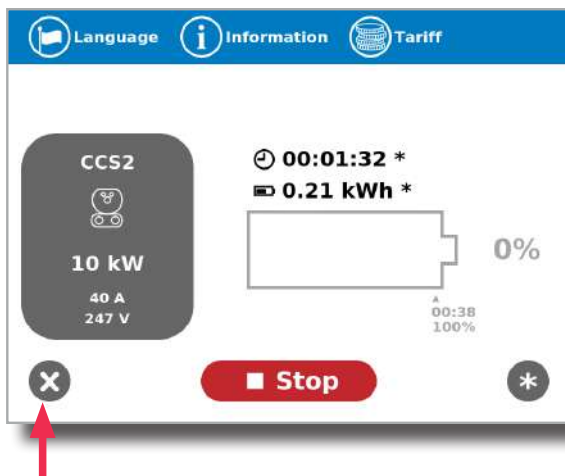 Language
Information
Tariff
CCS2
10 kW
40 A
247 V
00:01:32 *
0.21 kWh *
0%
00:38
100%
Stop
*